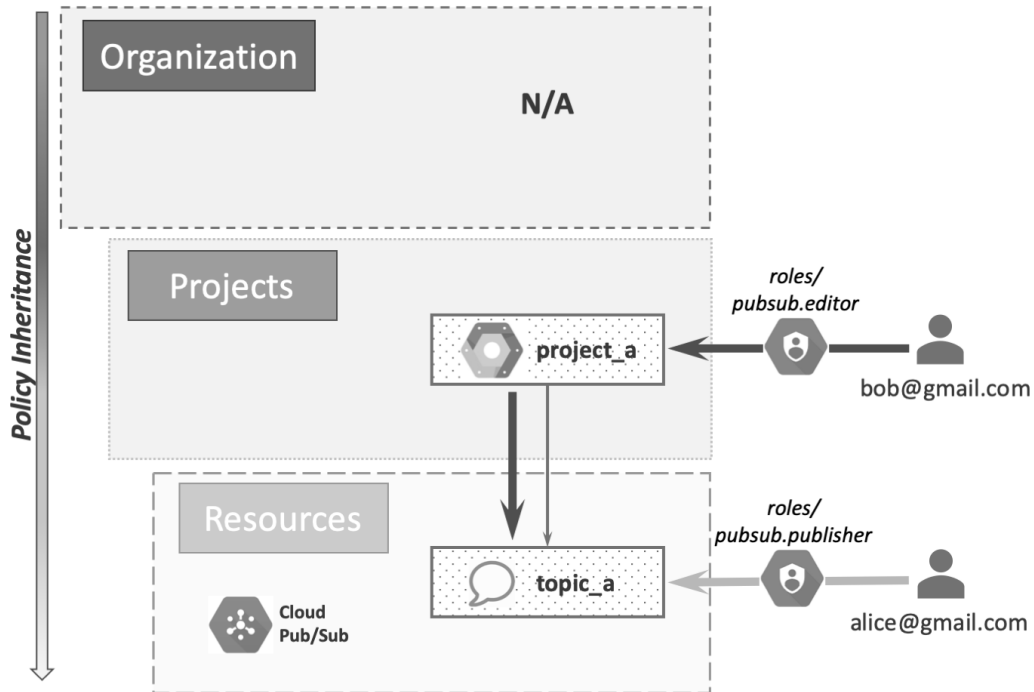 Organization
N/A
Policy Inheritance
Projects
roles/
pubsub.editor
project_a
bob@gmail.com
Resources
roles/
pubsub.publisher
topic_a
Cloud
Pub/Sub
alice@gmail.com